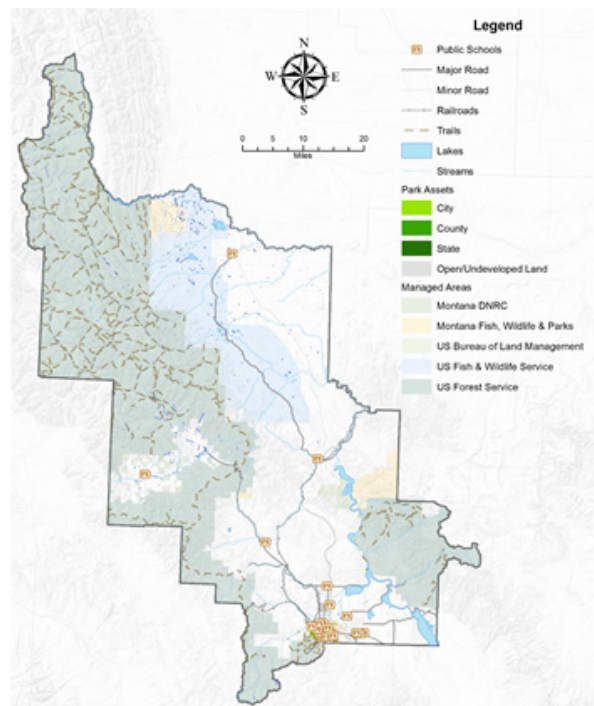 Legend
Public Schools
Major Road
Minor Road
Railroads
Trails
Lakes
Streams
Park Assets
City
County
State
Open/Undeveloped Land
Managed Areas
Montana DNRC
Montana Fish, Wildlife & Parks
US Bureau of Land Management
US Fish & Wildlife Service
US Forest Service
N
W E
S
0 5 10 20
Miles